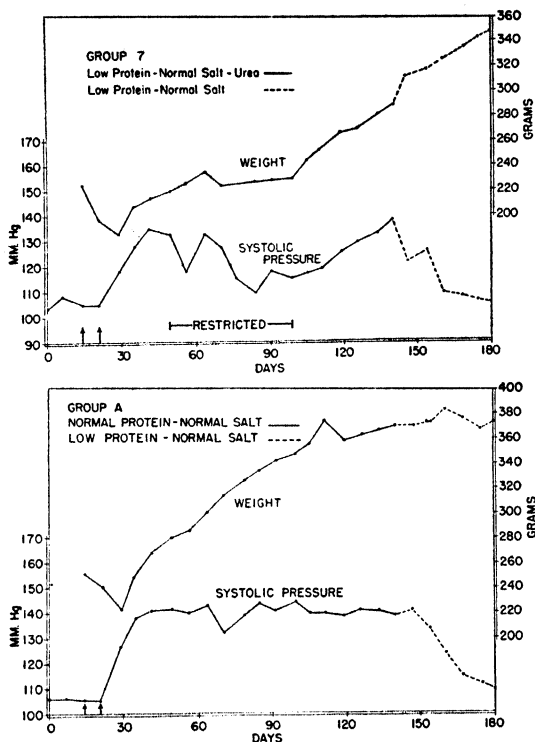 GROUP 7
Low Protein-Normal Salt-Urea
Low Protein-Normal Salt
WEIGHT
SYSTOLIC
PRESSURE
RESTRICTED
170
160
150
140
130
120
110
100
90
MM. Hg
360
340
320
300
280
260
240
220
200
GRAMS
0 30 60 90 120 150 180
DAYS
GROUP A
NORMAL PROTEIN-NORMAL SALT
LOW PROTEIN-NORMAL SALT
WEIGHT
SYSTOLIC PRESSURE
170
160
150
140
130
120
110
100
MM. Hg
400
380
360
340
320
300
280
260
240
220
200
GRAMS
0 30 60 90 120 150 180
DAYS